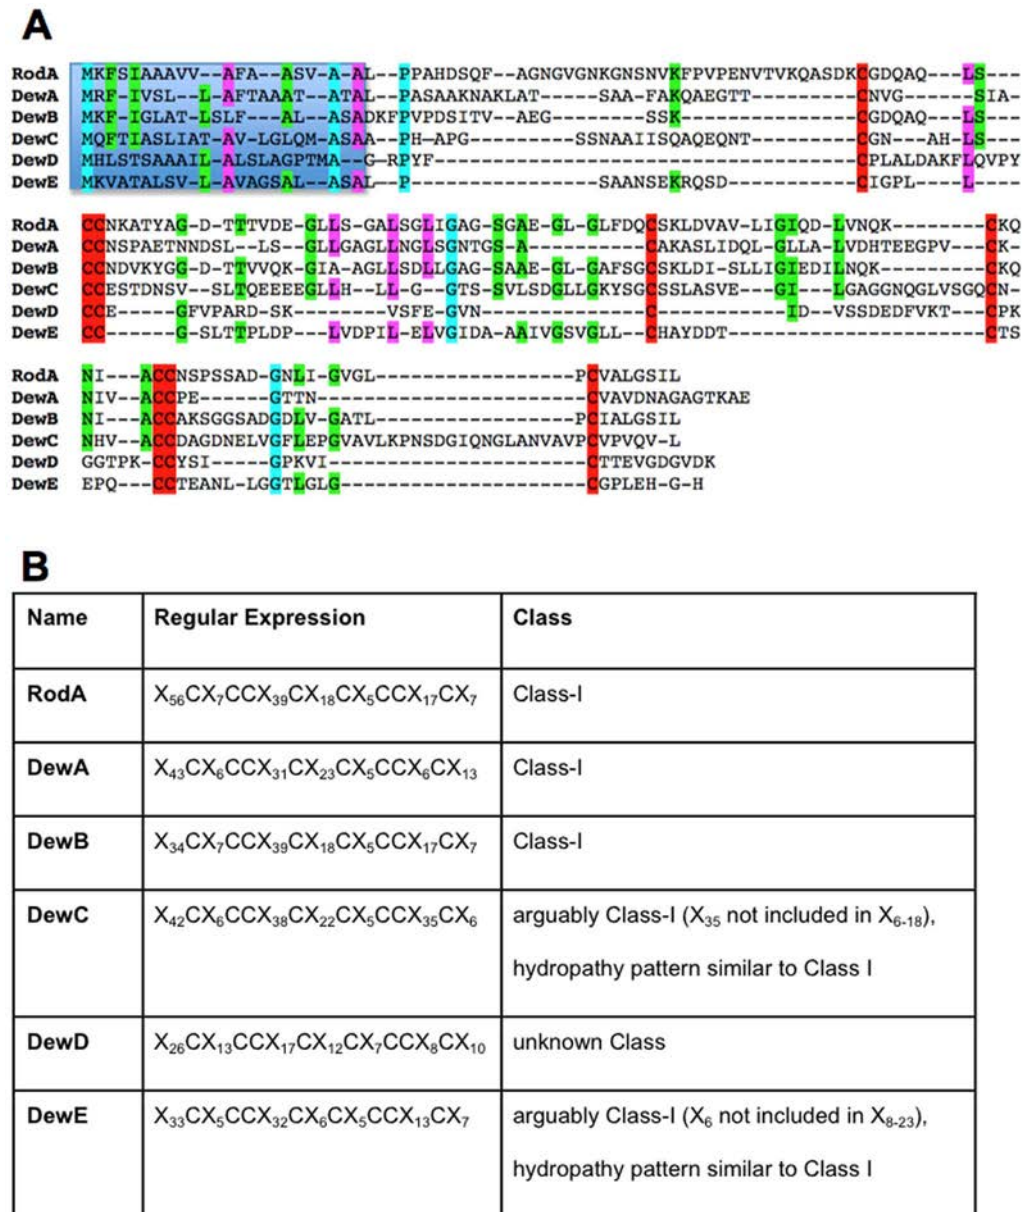 A
RodA MKFSIAAAVV--AFA--ASV-A-AL--PPAHDSQF--AGNGVGNKGNSNVKFPVPENVTVKQASDKCGDQAQ---LS---
DewA MRF-IVSL--L-AFTAAAT--ATAL--PASAAKNAKLAT-----SAA-FAKQAEGTT---------CNVG-----SIA-
DewB MKF-IGLAT-LSLF---AL--ASADKFPVPDSITV--AEG--------SSK---------------CGDQAQ---LS---
DewC MQFTIASLIAT-AV-LGLQM-ASAA--P-HAPG------SSNAAIISQAQEQNT---------CGN---AH-LS---
DewD MHLSTSAAAIL-ALSLAGPTMA--G-RPYF------------------------------------CPLALDAKFLQVPY
DewE MKVATALSV-L-AVAGSAL--ASAL--P----------------SAANSEKRQSD-----------CIGPL----L----
RodA CCNKATYAG-D-TTTVDE-GLLS-GALSGLIGAG-SGAE-GL-GLFDQCSKLDVAV-LIGIQD-LVNQK---------CKQ
DewA CCNSPAETNNDSL--LS--GLLGAGLLNGLSGNTGS-A----------CAKASLIDQL-GLLA-LVDHTEEGPV---CK-
DewB CCNDVKYGG-D-TTVVQK-GIA-AGLLSDLLGAG-SAAE-GL-GAFSGCSKLDI-SLLIGIEDILNQK---------CKQ
DewC CCESTDNSV--SLTQEEEEGLLH-LL-G--GTS-SVLSDGLLGKYSGCSSLASVE---GI---LGAGGNQGLVSGQCN-
DewD CCE-----GFVPARD-SK--------VSFE-GVN--------------C-----------ID--VSSDEDFVKT---CPK
DewE CC------G-SLTTPLDP---LVDPIL-ELVGIDA-AAIVGSVGLL--CHAYDDT----------------------CTS
RodA NI---ACCNSPSSAD-GNLI-GVGL-------------------PCVALGSIL
DewA NIV--ACCPE------GTTN-----------------------CVAVDNAGAGTKAE
DewB NI---ACCAKSGGSADGDLV-GATL-------------------PCIALGSIL
DewC NHV--ACCDAGDNELVGFLEPGVAVLKPNSDGIQNGLANVAVPCVPVQV-L
DewD GGTPK-CCYSI-----GPKVI----------------------CTTEVGDGVDK
DewE EPQ---CCTEANL-LGGTLGLG---------------------CGPLEH-G-H
B
Name Regular Expression Class
RodA X56CX7CCX39CX18CX5CCX17CX7 Class-I
DewA X43CX6CCX31CX23CX5CCX6CX13 Class-I
DewB X34CX7CCX39CX18CX5CCX17CX7 Class-I
DewC X42CX6CCX38CX22CX5CCX35CX6 arguably Class-I (X35 not included in X6-18),
hydropathy pattern similar to Class I
DewD X26CX13CCX17CX12CX7CCX8CX10 unknown Class
DewE X33CX5CCX32CX6CX5CCX13CX7 arguably Class-I (X6 not included in X8-23),
hydropathy pattern similar to Class I